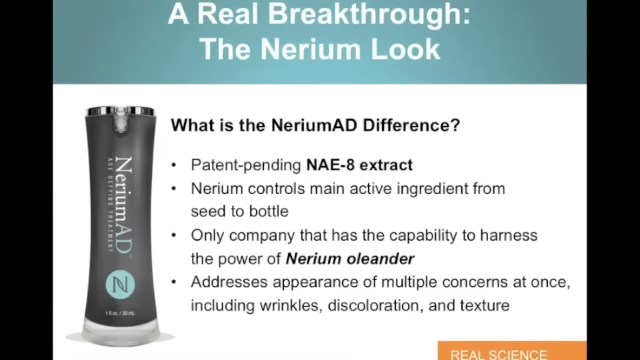 A Real Breakthrough:
The Nerium Look
What is the NeriumAD Difference?
• Patent-pending NAE-8 extract
• Nerium controls main active ingredient from
seed to bottle
• Only company that has the capability to harness
the power of Nerium oleander
• Addresses appearance of multiple concerns at once,
including wrinkles, discoloration, and texture
NeriumAD
AGE DEFYING TREATMENT
N
1 fl. oz. / 30 mL
REAL SCIENCE